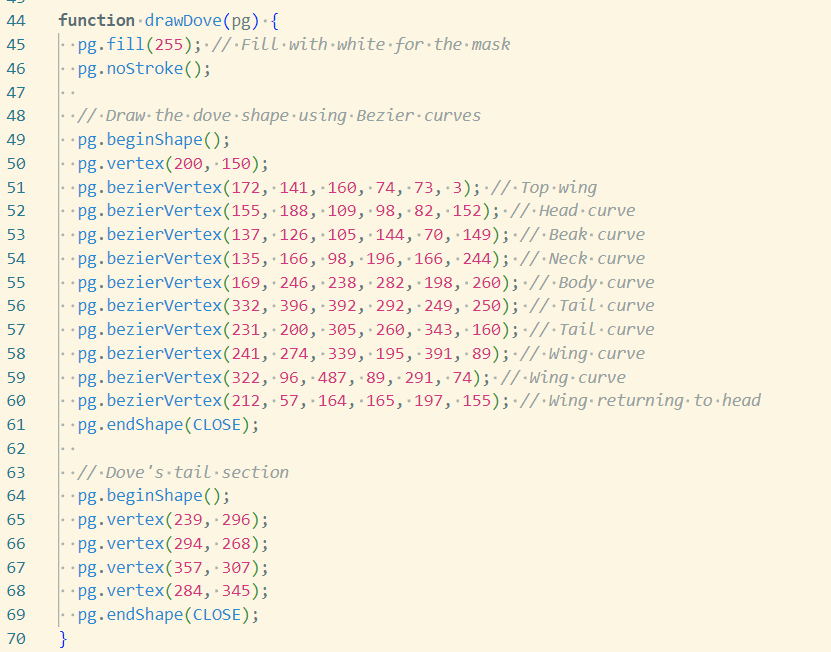 44 function drawDove(pg) {
45 pg.fill(255); // Fill with white for the mask
46 pg.noStroke();
47
48 // Draw the dove shape using Bezier curves
49 pg.beginShape();
50 pg.vertex(200, 150);
51 pg.bezierVertex(172, 141, 160, 74, 73, 3); // Top wing
52 pg.bezierVertex(155, 188, 109, 98, 82, 152); // Head curve
53 pg.bezierVertex(137, 126, 105, 144, 70, 149); // Beak curve
54 pg.bezierVertex(135, 166, 98, 196, 166, 244); // Neck curve
55 pg.bezierVertex(169, 246, 238, 282, 198, 260); // Body curve
56 pg.bezierVertex(332, 396, 392, 292, 249, 250); // Tail curve
57 pg.bezierVertex(231, 200, 305, 260, 343, 160); // Tail curve
58 pg.bezierVertex(241, 274, 339, 195, 391, 89); // Wing curve
59 pg.bezierVertex(322, 96, 487, 89, 291, 74); // Wing curve
60 pg.bezierVertex(212, 57, 164, 165, 197, 155); // Wing returning to head
61 pg.endShape(CLOSE);
62
63 // Dove's tail section
64 pg.beginShape();
65 pg.vertex(239, 296);
66 pg.vertex(294, 268);
67 pg.vertex(357, 307);
68 pg.vertex(284, 345);
69 pg.endShape(CLOSE);
70 }